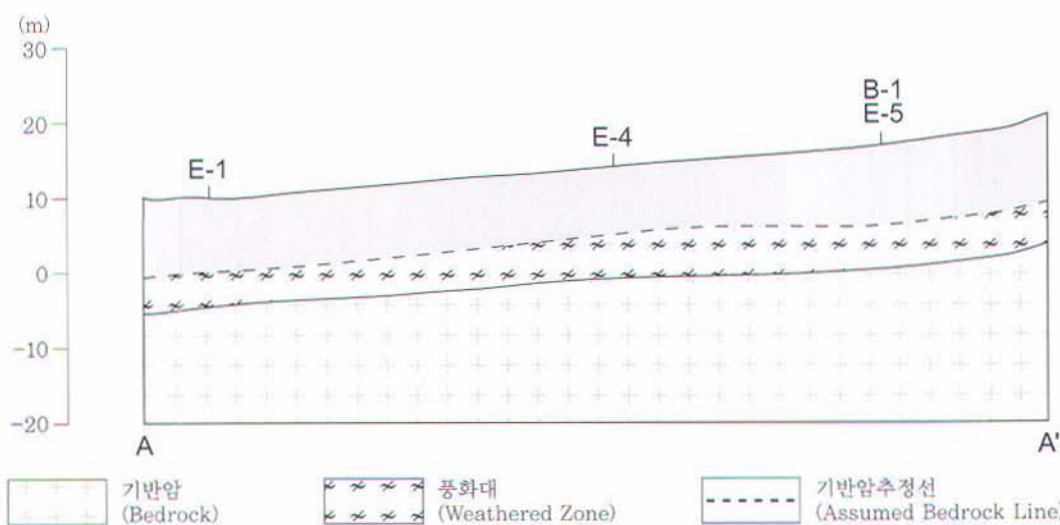 (m)
30
20
10
0
-10
-20
E-1
E-4
B-1
E-5
A
A'
기반암
(Bedrock)
풍화대
(Weathered Zone)
기반암추정선
(Assumed Bedrock Line)